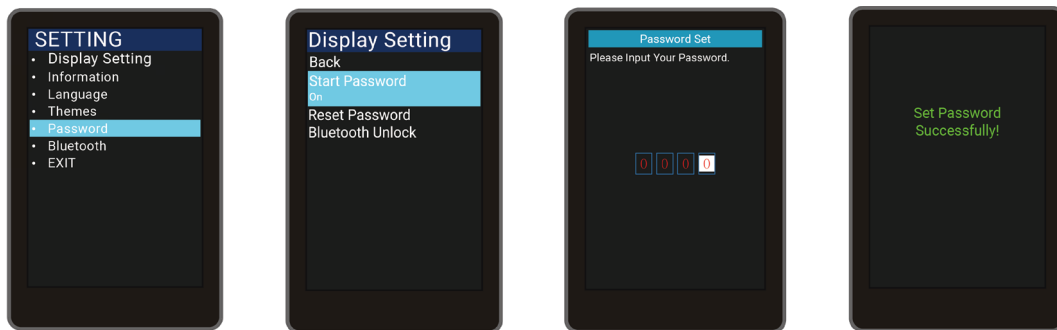 SETTING
• Display Setting
• Information
• Language
• Themes
• Password
• Bluetooth
• EXIT
Display Setting
Back
Start Password
On
Reset Password
Bluetooth Unlock
Password Set
Please Input Your Password.
0 0 0 0
Set Password
Successfully!